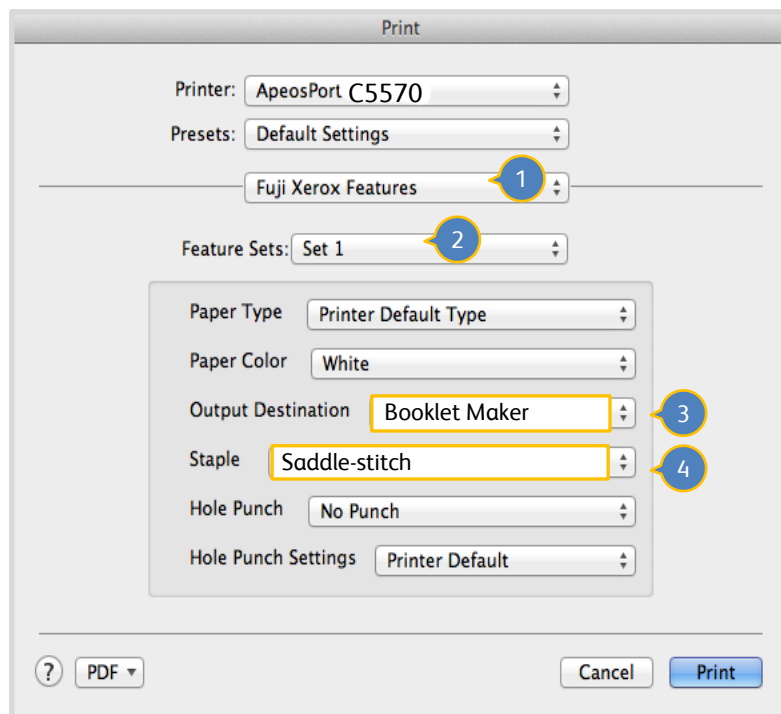 Print
Printer: ApeosPort C5570
Presets: Default Settings
Fuji Xerox Features 1
Feature Sets: Set 1 2
Paper Type Printer Default Type
Paper Color White
Output Destination Booklet Maker 3
Staple Saddle-stitch 4
Hole Punch No Punch
Hole Punch Settings Printer Default
? PDF Cancel Print